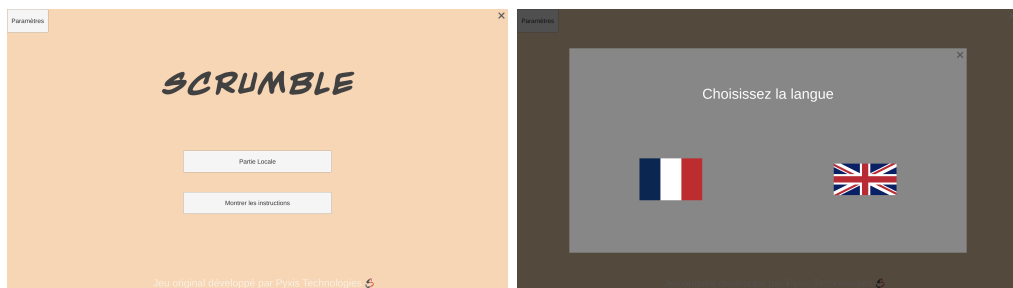 Paramètres
SCRUMBLE
Partie Locale
Montrer les instructions
Jeu original développé par Pyxis Technologies
Paramètres
Choisissez la langue